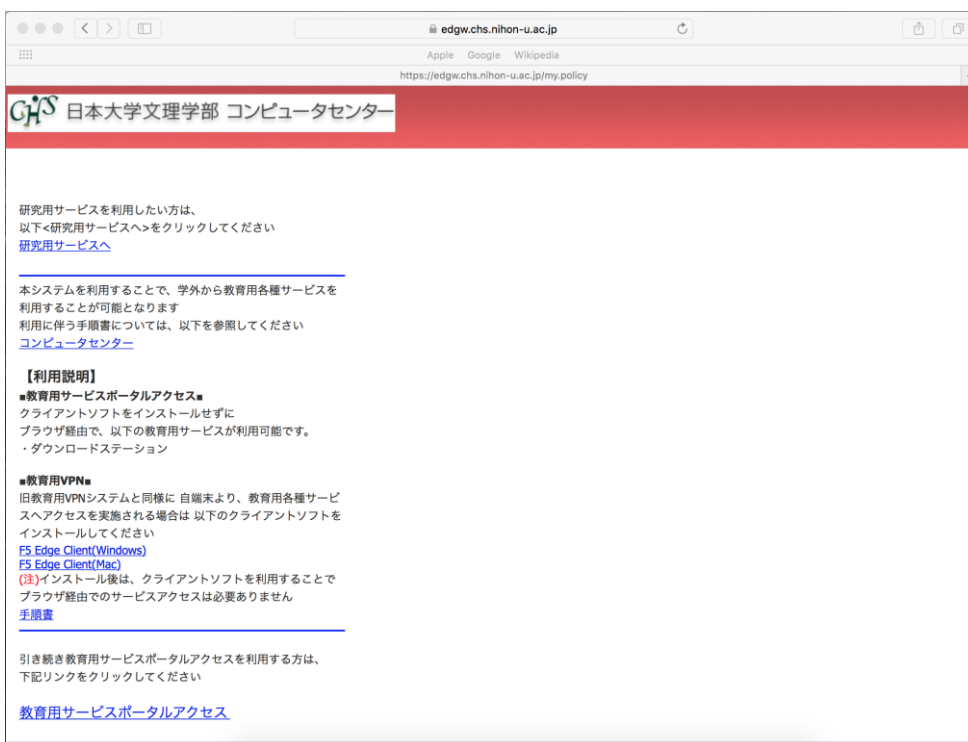 edgw.chs.nihon-u.ac.jp
Apple Google Wikipedia
https://edgw.chs.nihon-u.ac.jp/my.policy
CHS 日本大学文理学部 コンピュータセンター
研究用サービスを利用したい方は、
以下<研究用サービスへ>をクリックしてください
研究用サービスへ
本システムを利用することで、学外から教育用各種サービスを
利用することが可能となります
利用に伴う手順書については、以下を参照してください
コンピュータセンター
【利用説明】
■教育用サービスポータルアクセス■
クライアントソフトをインストールせずに
ブラウザ経由で、以下の教育用サービスが利用可能です。
・ダウンロードステーション
■教育用VPN■
旧教育用VPNシステムと同様に 自端末より、教育用各種サービ
スへアクセスを実施される場合は 以下のクライアントソフトを
インストールしてください
F5 Edge Client(Windows)
F5 Edge Client(Mac)
(注)インストール後は、クライアントソフトを利用することで
ブラウザ経由でのサービスアクセスは必要ありません
手順書
引き続き教育用サービスポータルアクセスを利用する方は、
下記リンクをクリックしてください
教育用サービスポータルアクセス